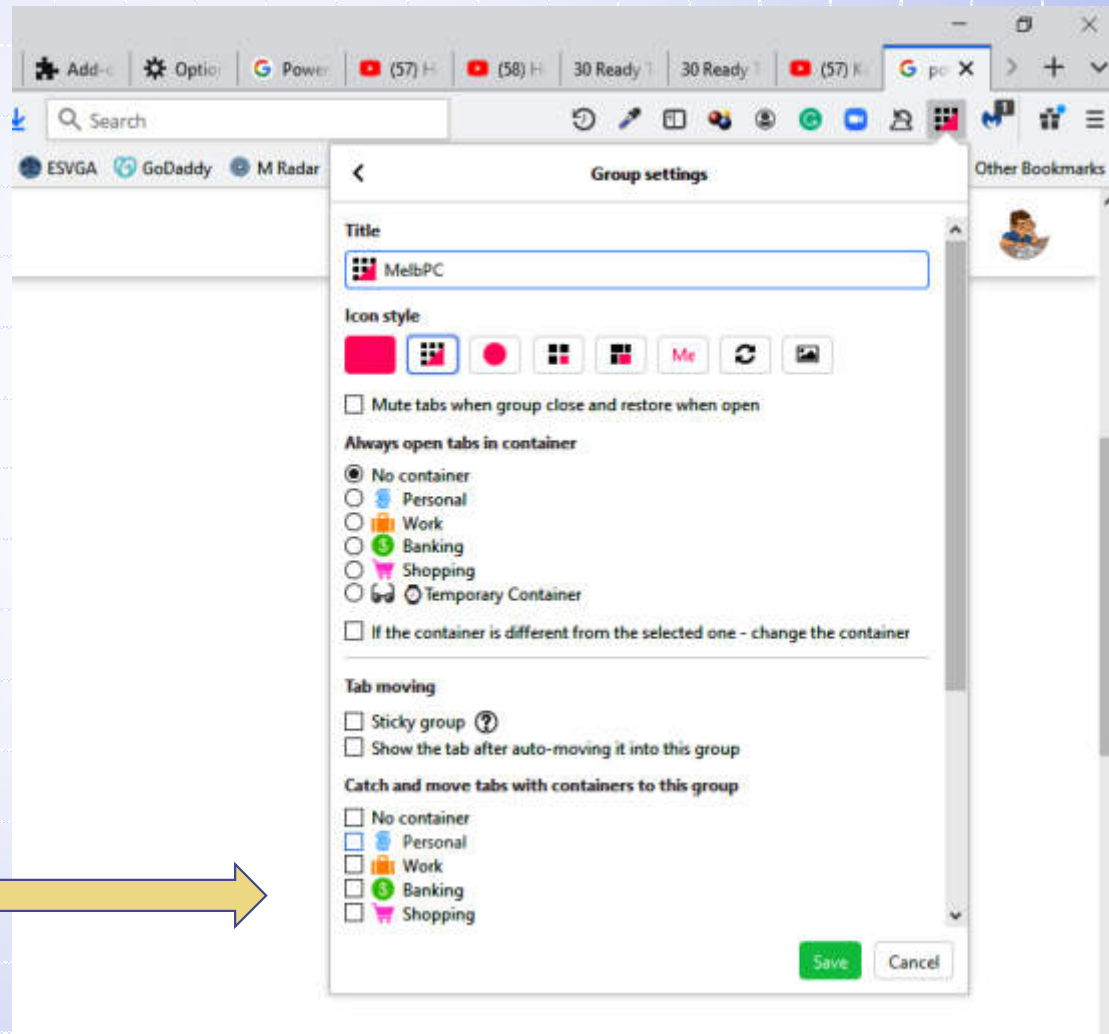 Add-
Optio
Power
(57) H
(58) H
30 Ready T
30 Ready T
(57) K
po
Search
1
ESVGA
GoDaddy
M Radar
Other Bookmarks
Group settings
Title
MelbPC
Icon style
Me
Mute tabs when group close and restore when open
Always open tabs in container
No container
Personal
Work
Banking
Shopping
Temporary Container
If the container is different from the selected one - change the container
Tab moving
Sticky group ?
Show the tab after auto-moving it into this group
Catch and move tabs with containers to this group
No container
Personal
Work
Banking
Shopping
Save
Cancel